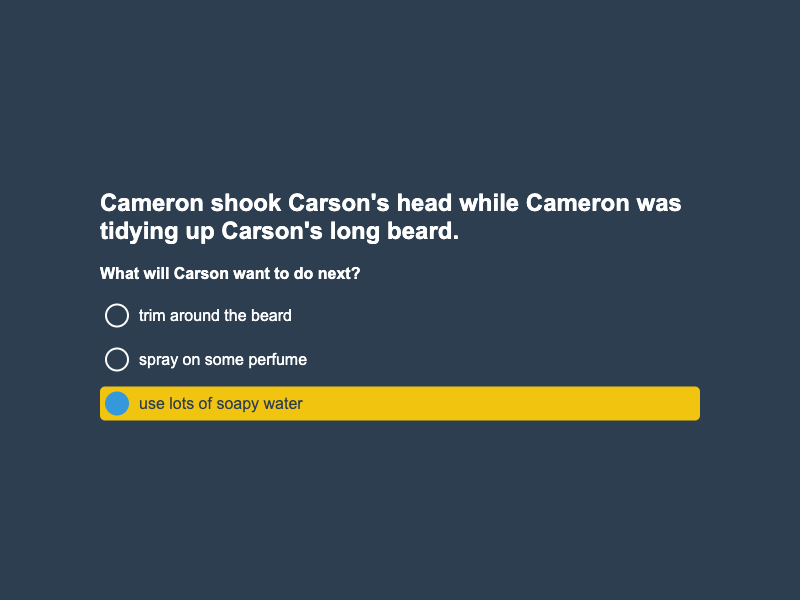 Cameron shook Carson's head while Cameron was
tidying up Carson's long beard.
What will Carson want to do next?
trim around the beard
spray on some perfume
use lots of soapy water